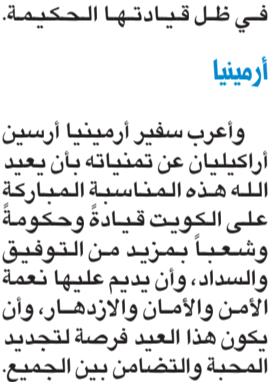 في ظل قيادتها الحكيمة.
أرمينيا
وأعرب سفير أرمينيا أرسين
أراكيليان عن تمنياته بأن يعيد
الله هذه المناسبة المباركة
على الكويت قيادةً وحكومةً
وشعباً بمزيد من التوفيق
والسداد، وأن يديم عليها نعمة
الأمن والأمان والازدهار، وأن
يكون هذا العيد فرصة لتجديد
المحبة والتضامن بين الجميع.